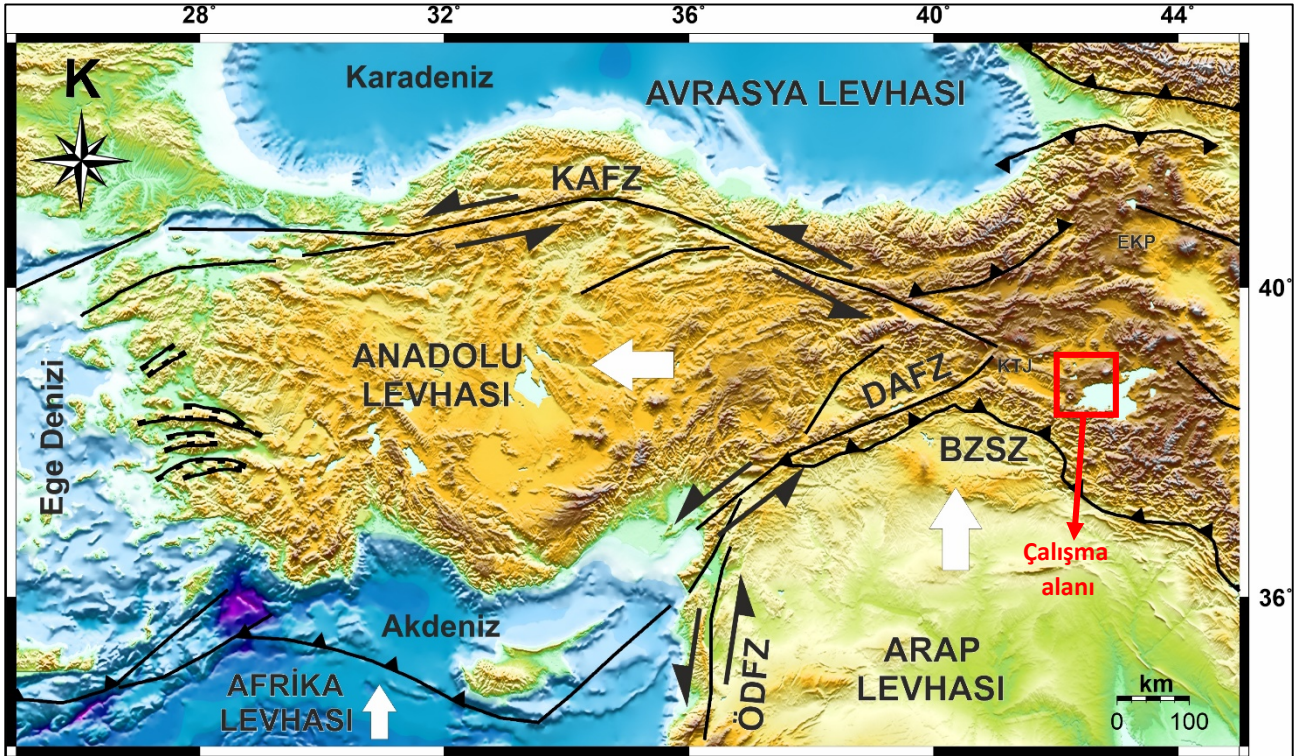 28°
32°
36°
40°
44°
K
Karadeniz
AVRASYA LEVHASI
KAFZ
EKP
40°
ANADOLU
LEVHASI
DAFZ
KTJ
Ege Denizi
BZSZ
Çalışma
alanı
36°
Akdeniz
AFRİKA
LEVHASI
ÖDFZ
ARAP
LEVHASI
km
0 100